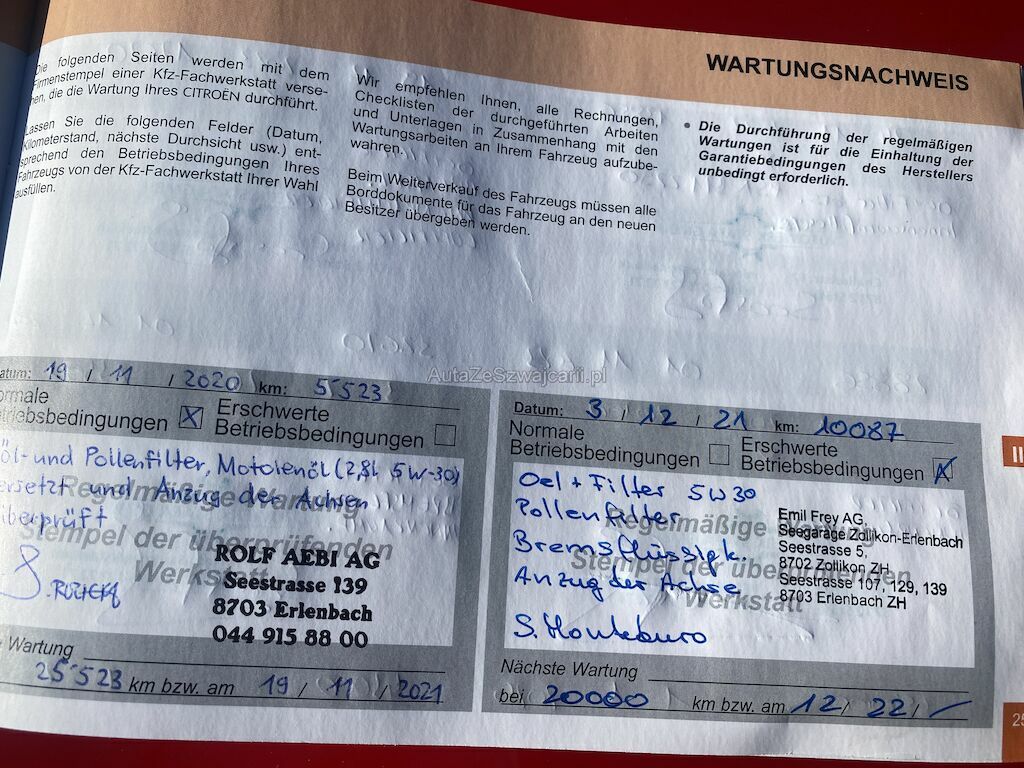 WARTUNGSNACHWEIS
Die folgenden Seiten werden mit dem
Firmenstempel einer Kfz-Fachwerkstatt verse-
hen, die die Wartung Ihres CITROËN durchführt.
Lassen Sie die folgenden Felder (Datum,
Kilometerstand, nächste Durchsicht usw.) ent-
sprechend den Betriebsbedingungen Ihres
Fahrzeugs von der Kfz-Fachwerkstatt Ihrer Wahl
ausfüllen.
Wir empfehlen Ihnen, alle Rechnungen,
Checklisten der durchgeführten Arbeiten
und Unterlagen in Zusammenhang mit den
Wartungsarbeiten an Ihrem Fahrzeug aufzube-
wahren.
Beim Weiterverkauf des Fahrzeugs müssen alle
Borddokumente für das Fahrzeug an den neuen
Besitzer übergeben werden.
• Die Durchführung der regelmäßigen
Wartungen ist für die Einhaltung der
Garantiebedingungen des Herstellers
unbedingt erforderlich.
AutaZeSzwajcarii.pl
Datum: 19 / 11 / 2020 km: 5'523
Normale
Betriebsbedingungen X
Erschwerte
Betriebsbedingungen
Öl- und Pollenfilter, Motorenöl (2,8l 5W-30)
ersetzt und Anzug der Achsen
überprüft
Regelmäßige Wartung
Stempel der überprüfenden
Werkstatt
ROLF AEBI AG
Seestrasse 139
8703 Erlenbach
044 915 88 00
Wartung
25'523 km bzw. am 19 / 11 / 2021
Datum: 3 / 12 / 21 km: 10087
Normale
Betriebsbedingungen
Erschwerte
Betriebsbedingungen X
Oel + Filter 5W30
Pollenfilter
Bremsflüssigk.
Anzug der Achse
Regelmäßige Wartung
Stempel der überprüfenden
Werkstatt
Emil Frey AG,
Seegarage Zollikon-Erlenbach
Seestrasse 5,
8702 Zollikon ZH
Seestrasse 107, 129, 139
8703 Erlenbach ZH
Nächste Wartung
bei 20000 km bzw. am 12 / 22 /
II
25